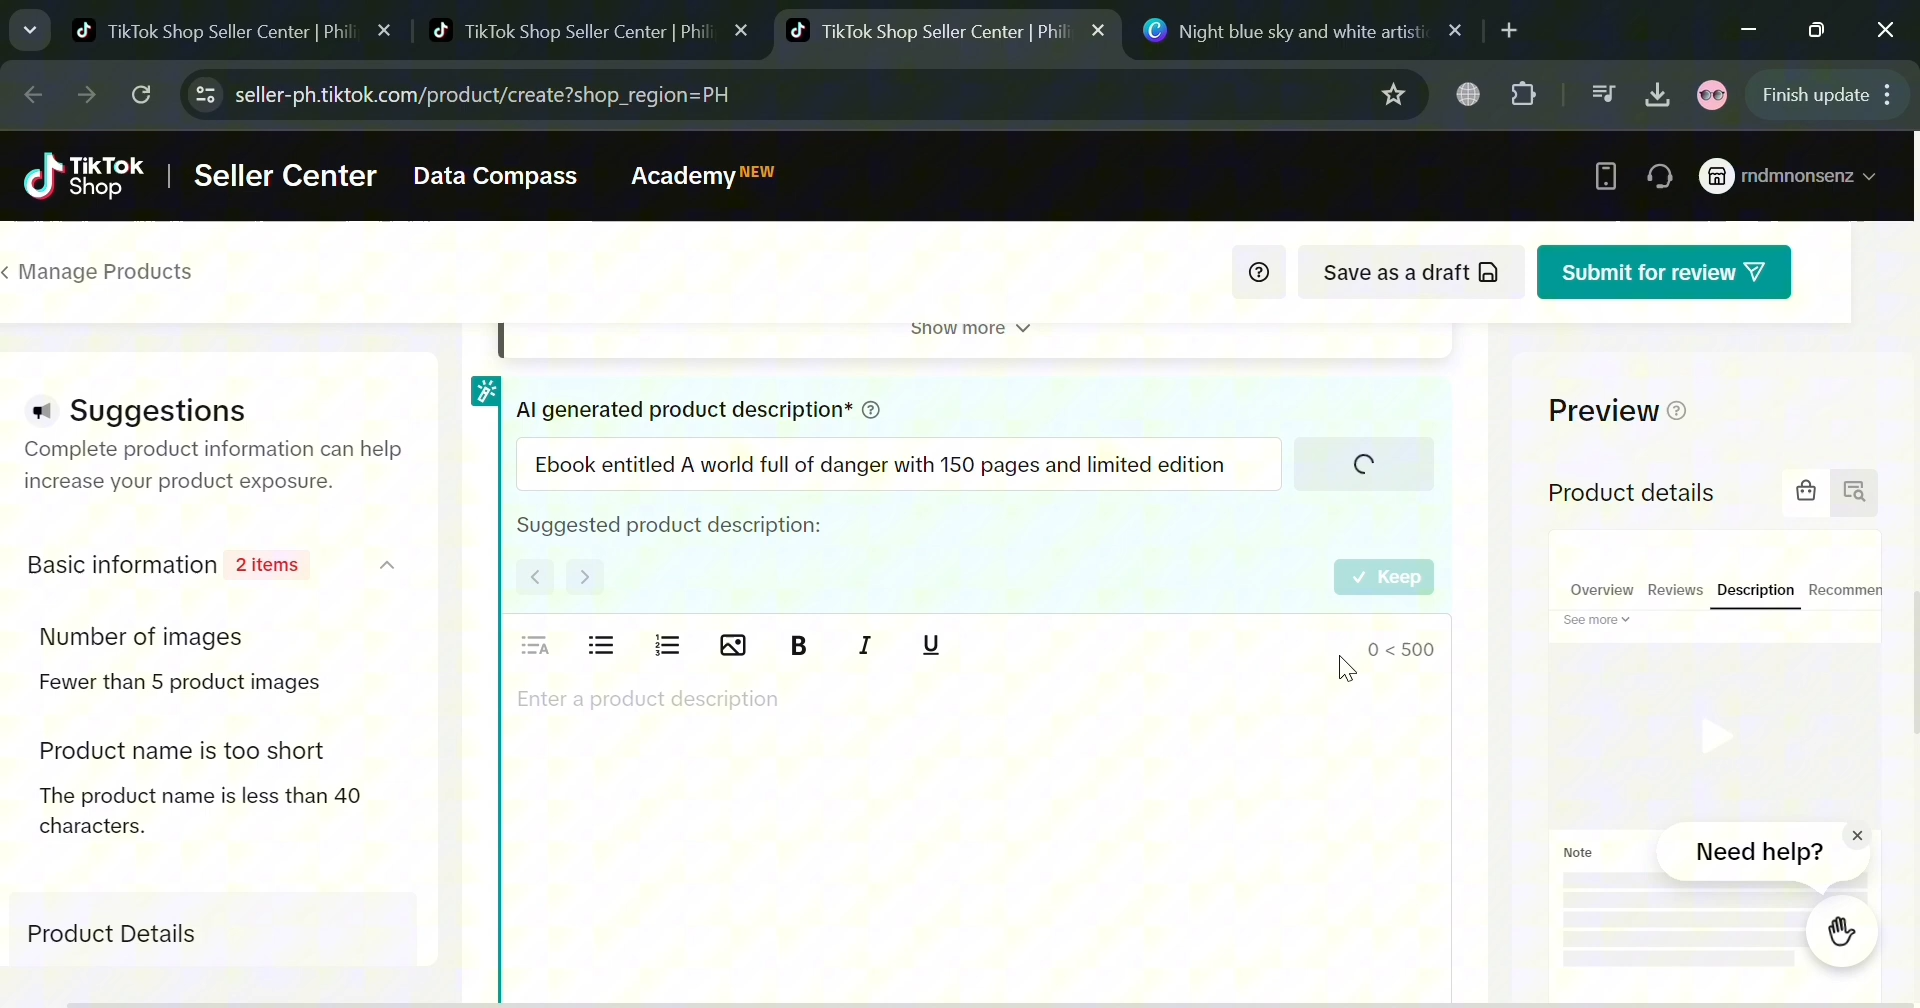 TikTok Shop Seller Center | Phili
TikTok Shop Seller Center | Phili
TikTok Shop Seller Center | Phili
Night blue sky and white artistic
seller-ph.tiktok.com/product/create?shop_region=PH
Finish update
TikTok Shop
Seller Center
Data Compass
Academy NEW
rndmnonsenz
Manage Products
Save as a draft
Submit for review
Show more
Suggestions
Complete product information can help
increase your product exposure.
Basic information 2 items
Number of images
Fewer than 5 product images
Product name is too short
The product name is less than 40
characters.
Product Details
AI generated product description*
Ebook entitled A world full of danger with 150 pages and limited edition
Suggested product description:
Keep
B I U
0 < 500
Enter a product description
Preview
Product details
Overview Reviews Description Recommen
See more
Note
Need help?